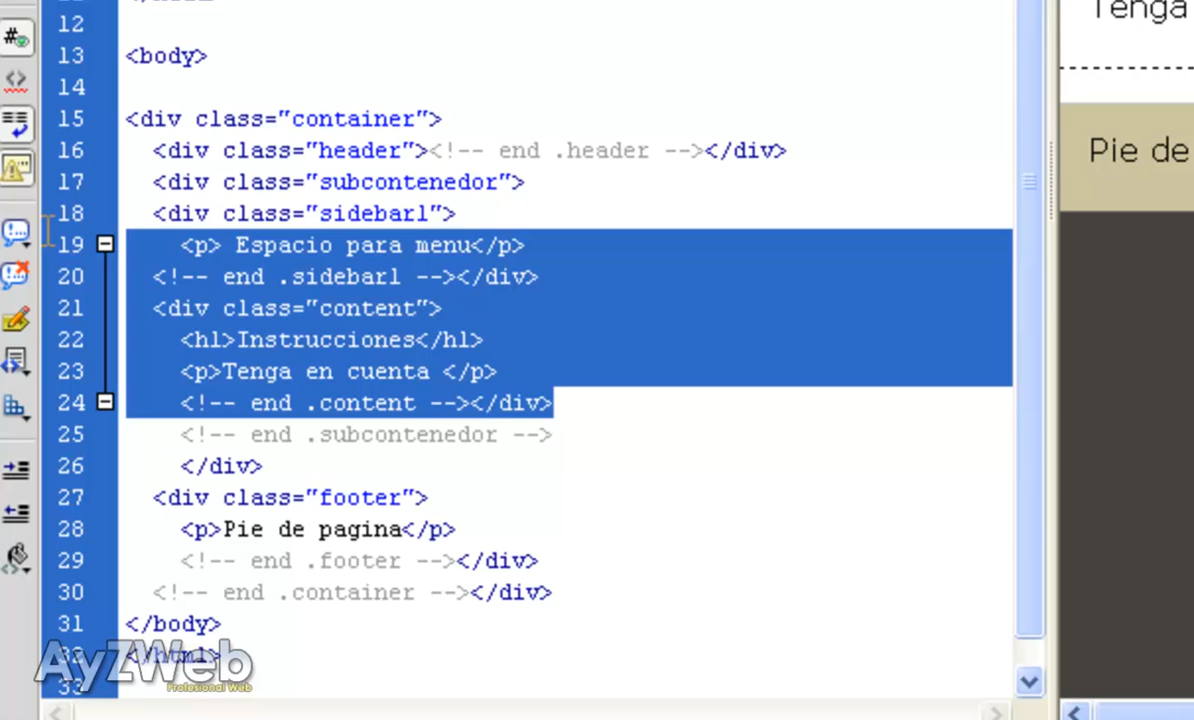 Tenga
12
13 <body>
14
15 <div class="container">
16 <div class="header"><!-- end .header --></div>
17 <div class="subcontenedor">
18 <div class="sidebar1">
19 <p> Espacio para menu</p>
20 <!-- end .sidebar1 --></div>
21 <div class="content">
22 <h1>Instrucciones</h1>
23 <p>Tenga en cuenta </p>
24 <!-- end .content --></div>
25 <!-- end .subcontenedor -->
26 </div>
27 <div class="footer">
28 <p>Pie de pagina</p>
29 <!-- end .footer --></div>
30 <!-- end .container --></div>
31 </body>
32 </html>
33
Pie de
AyZWeb
Profesional Web